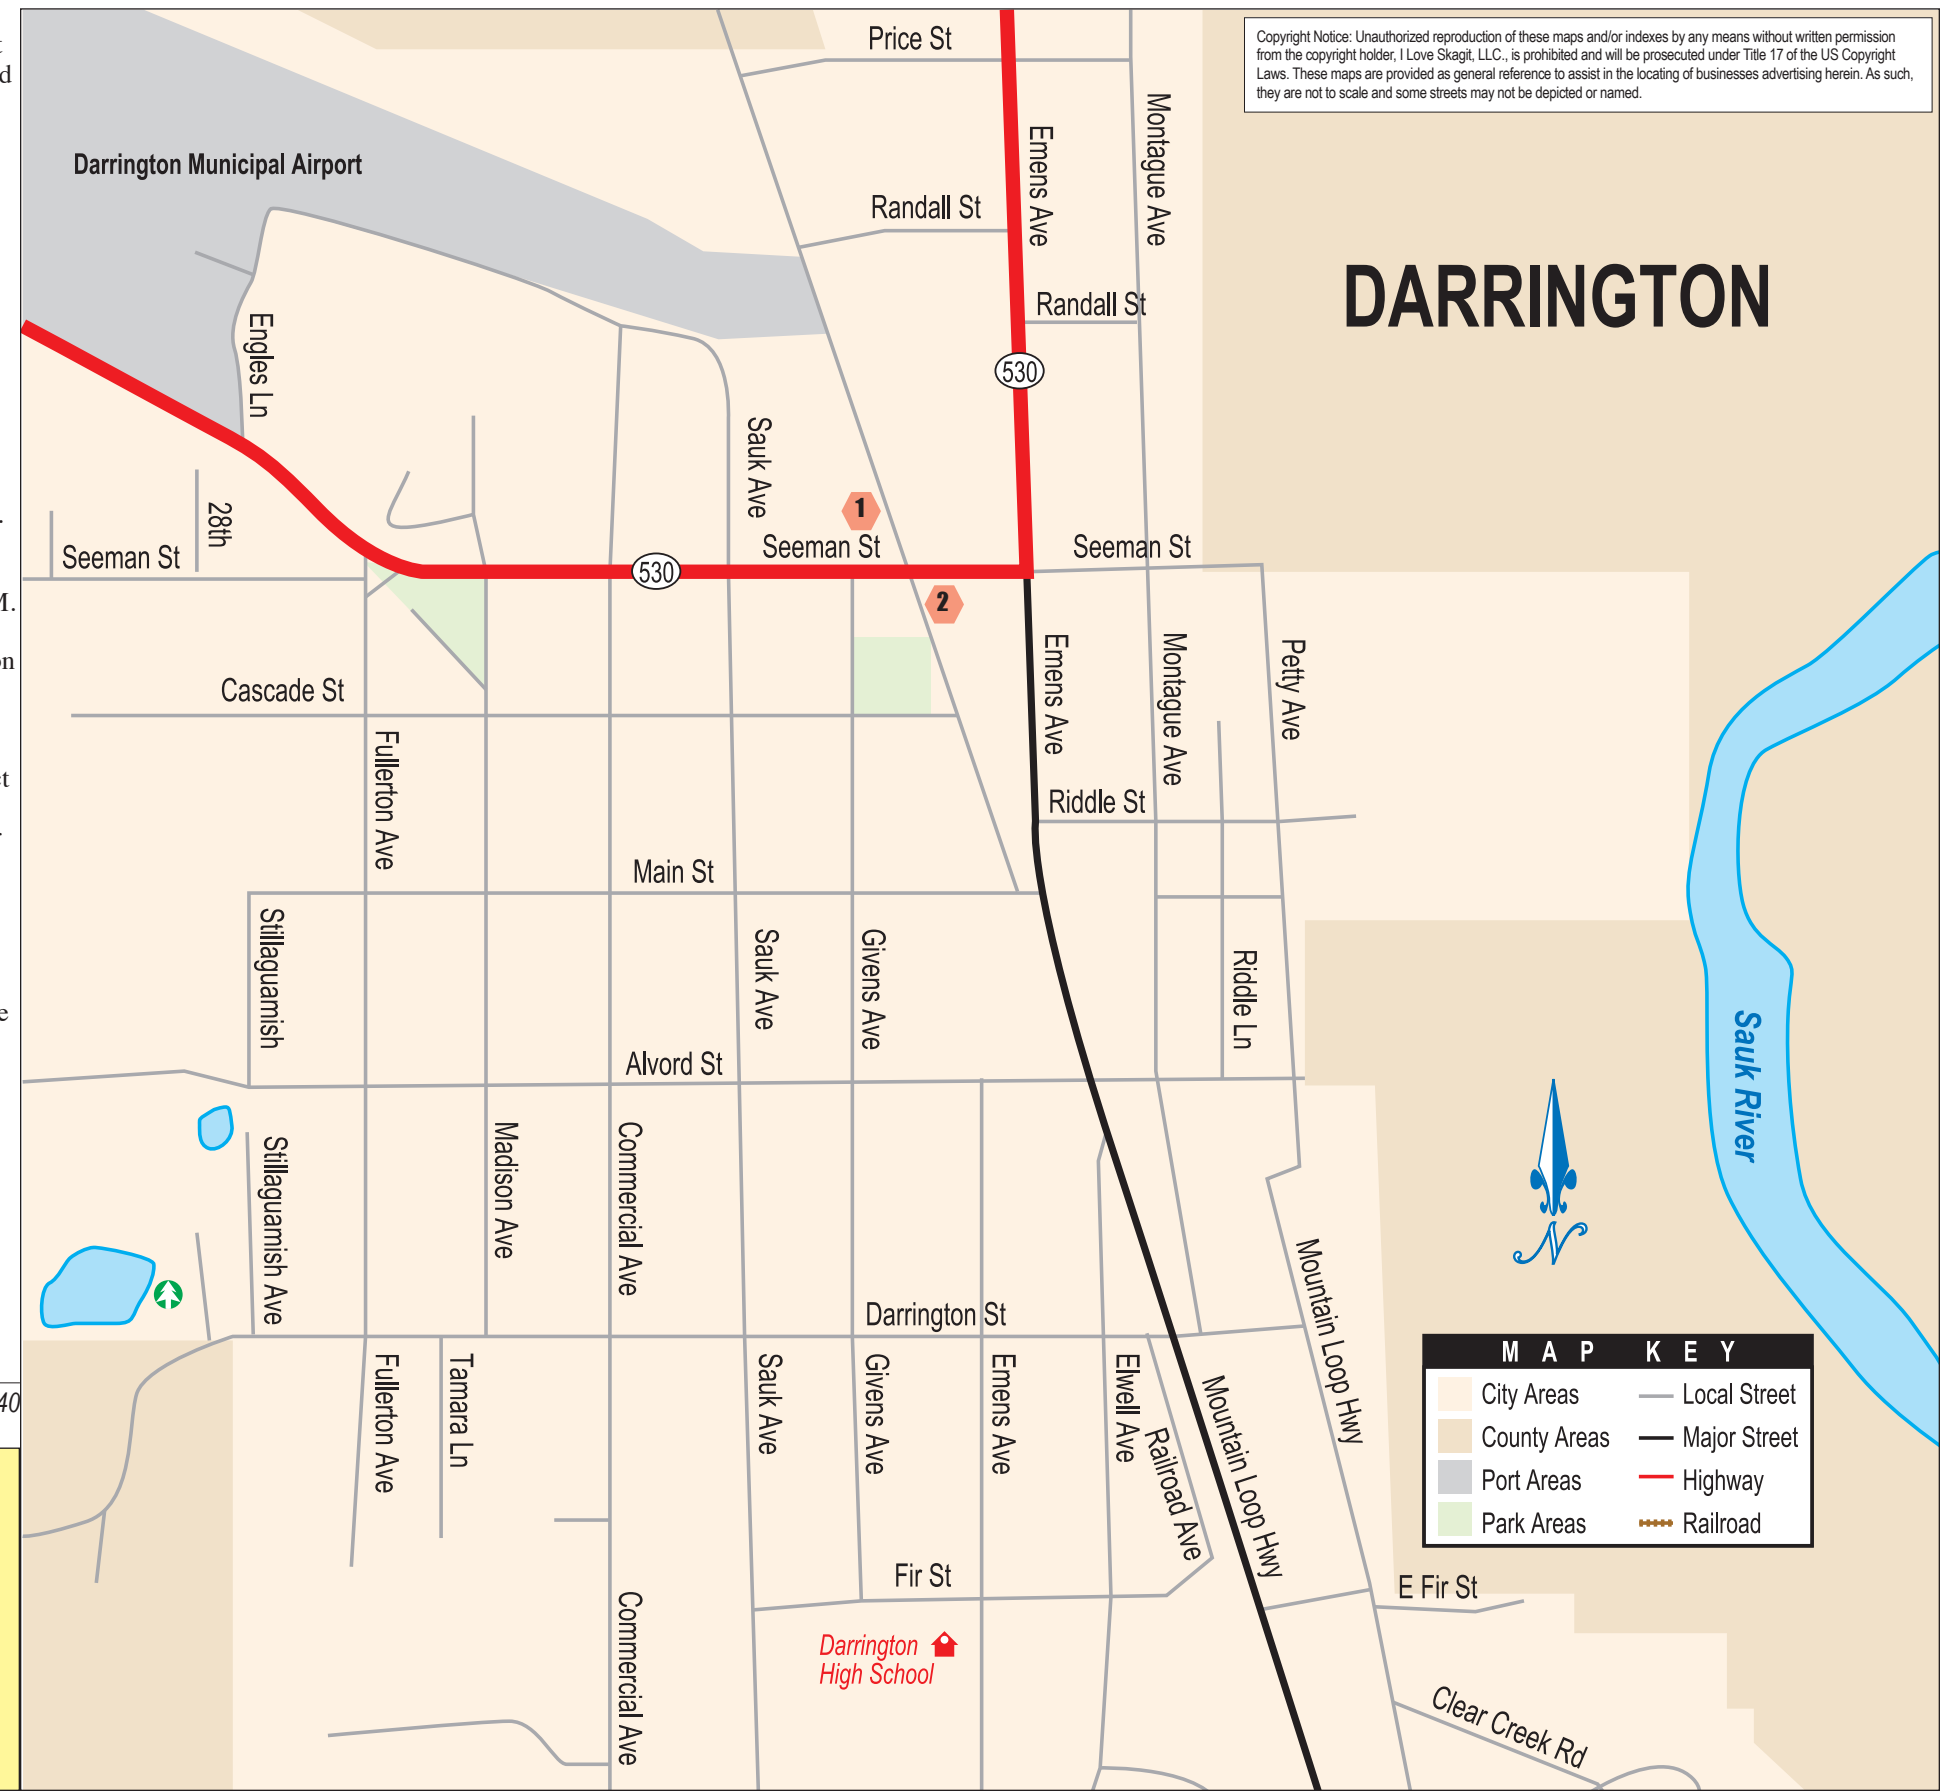 Copyright Notice: Unauthorized reproduction of these maps and/or indexes by any means without written permission
from the copyright holder, I Love Skagit, LLC., is prohibited and will be prosecuted under Title 17 of the US Copyright
Laws. These maps are provided as general reference to assist in the locating of businesses advertising herein. As such,
they are not to scale and some streets may not be depicted or named.
DARRINGTON
Price St
Montague Ave
Emens Ave
Darrington Municipal Airport
Randall St
Randall St
Engles Ln
530
Sauk Ave
28th
1
Seeman St
Seeman St
Seeman St
530
2
Emens Ave
Montague Ave
Petty Ave
Cascade St
Fullerton Ave
Riddle St
Main St
Stillaguamish
Sauk Ave
Givens Ave
Riddle Ln
Sauk River
Alvord St
Stillaguamish Ave
Madison Ave
Commercial Ave
N
Mountain Loop Hwy
Darrington St
Fullerton Ave
Tamara Ln
Sauk Ave
Givens Ave
Emens Ave
Elwell Ave
Railroad Ave
Mountain Loop Hwy
MAP KEY
City Areas
Local Street
County Areas
Major Street
Port Areas
Highway
Park Areas
Railroad
Fir St
E Fir St
Commercial Ave
Darrington
High School
Clear Creek Rd
40